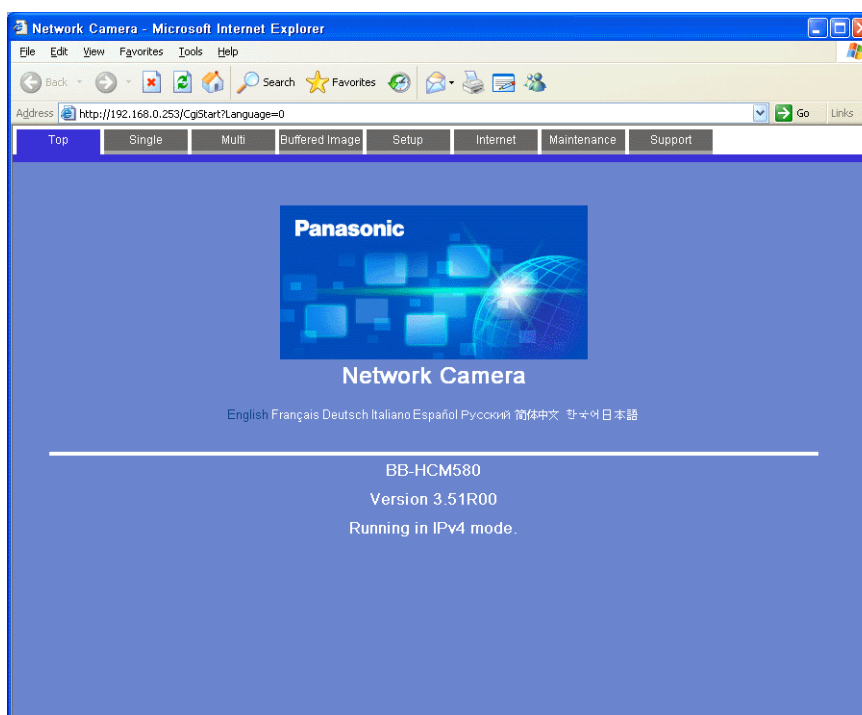 Network Camera - Microsoft Internet Explorer
File Edit View Favorites Tools Help
Back Search Favorites
Address http://192.168.0.253/CgiStart?Language=0 Go Links
Top Single Multi Buffered Image Setup Internet Maintenance Support
Panasonic
Network Camera
English Français Deutsch Italiano Español Русский 简体中文 한국어 日本語
BB-HCM580
Version 3.51R00
Running in IPv4 mode.